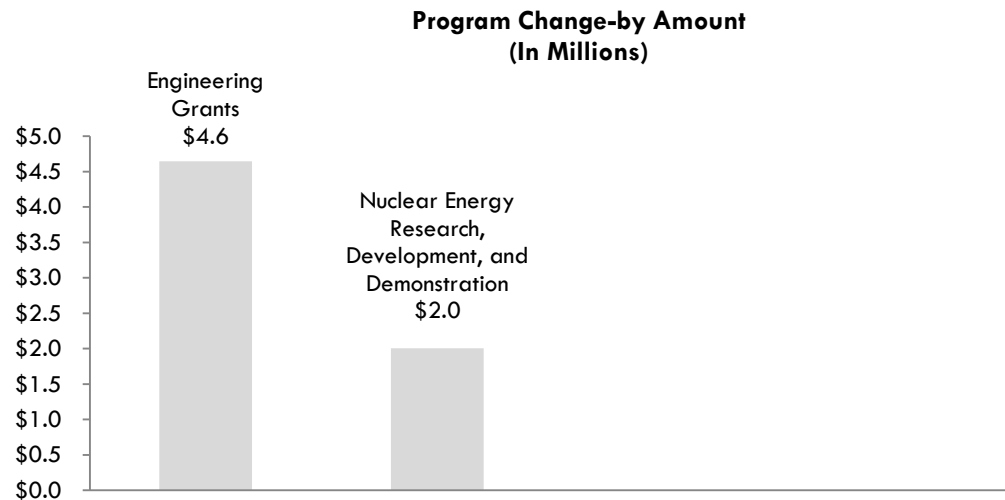 Program Change-by Amount
(In Millions)
Engineering
Grants
$4.6
Nuclear Energy
Research,
Development, and
Demonstration
$2.0
$5.0
$4.5
$4.0
$3.5
$3.0
$2.5
$2.0
$1.5
$1.0
$0.5
$0.0